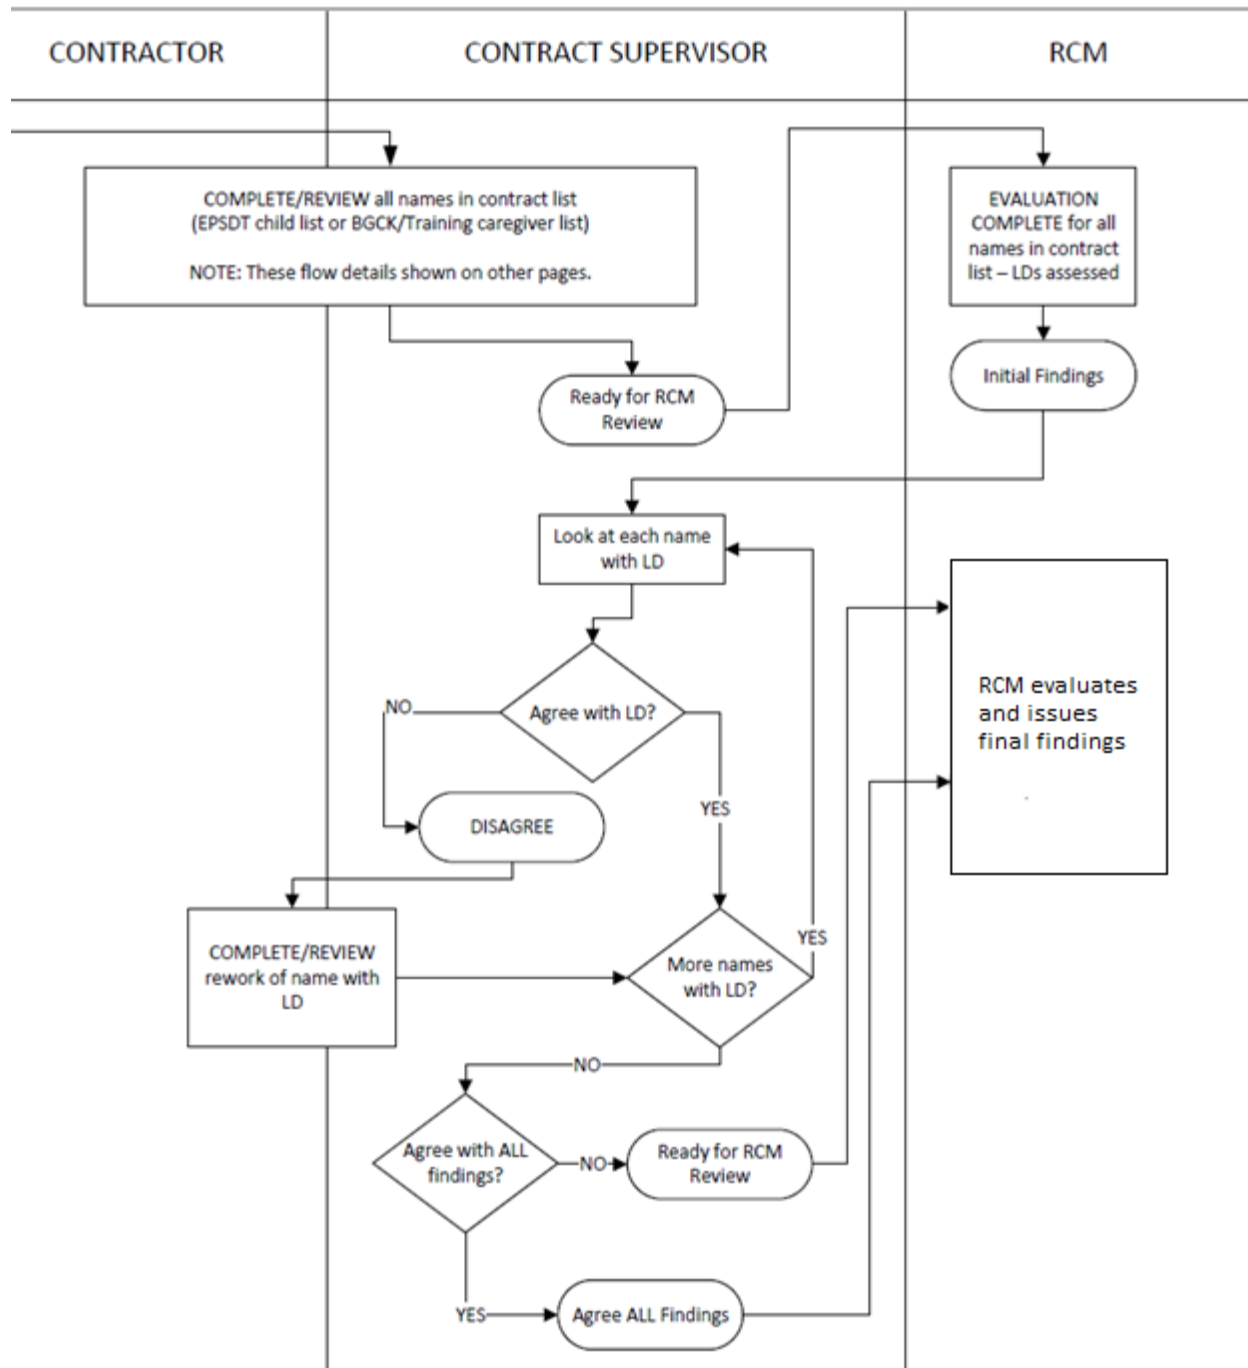 CONTRACTOR
CONTRACT SUPERVISOR
RCM
COMPLETE/REVIEW all names in contract list
(EPSDT child list or BGCK/Training caregiver list)
NOTE: These flow details shown on other pages.
EVALUATION
COMPLETE for all
names in contract
list – LDs assessed
Ready for RCM
Review
Initial Findings
Look at each name
with LD
Agree with LD?
NO
YES
DISAGREE
RCM evaluates
and issues
final findings
COMPLETE/REVIEW
rework of name with
LD
More names
with LD?
YES
NO
Agree with ALL
findings?
NO
Ready for RCM
Review
YES
Agree ALL Findings